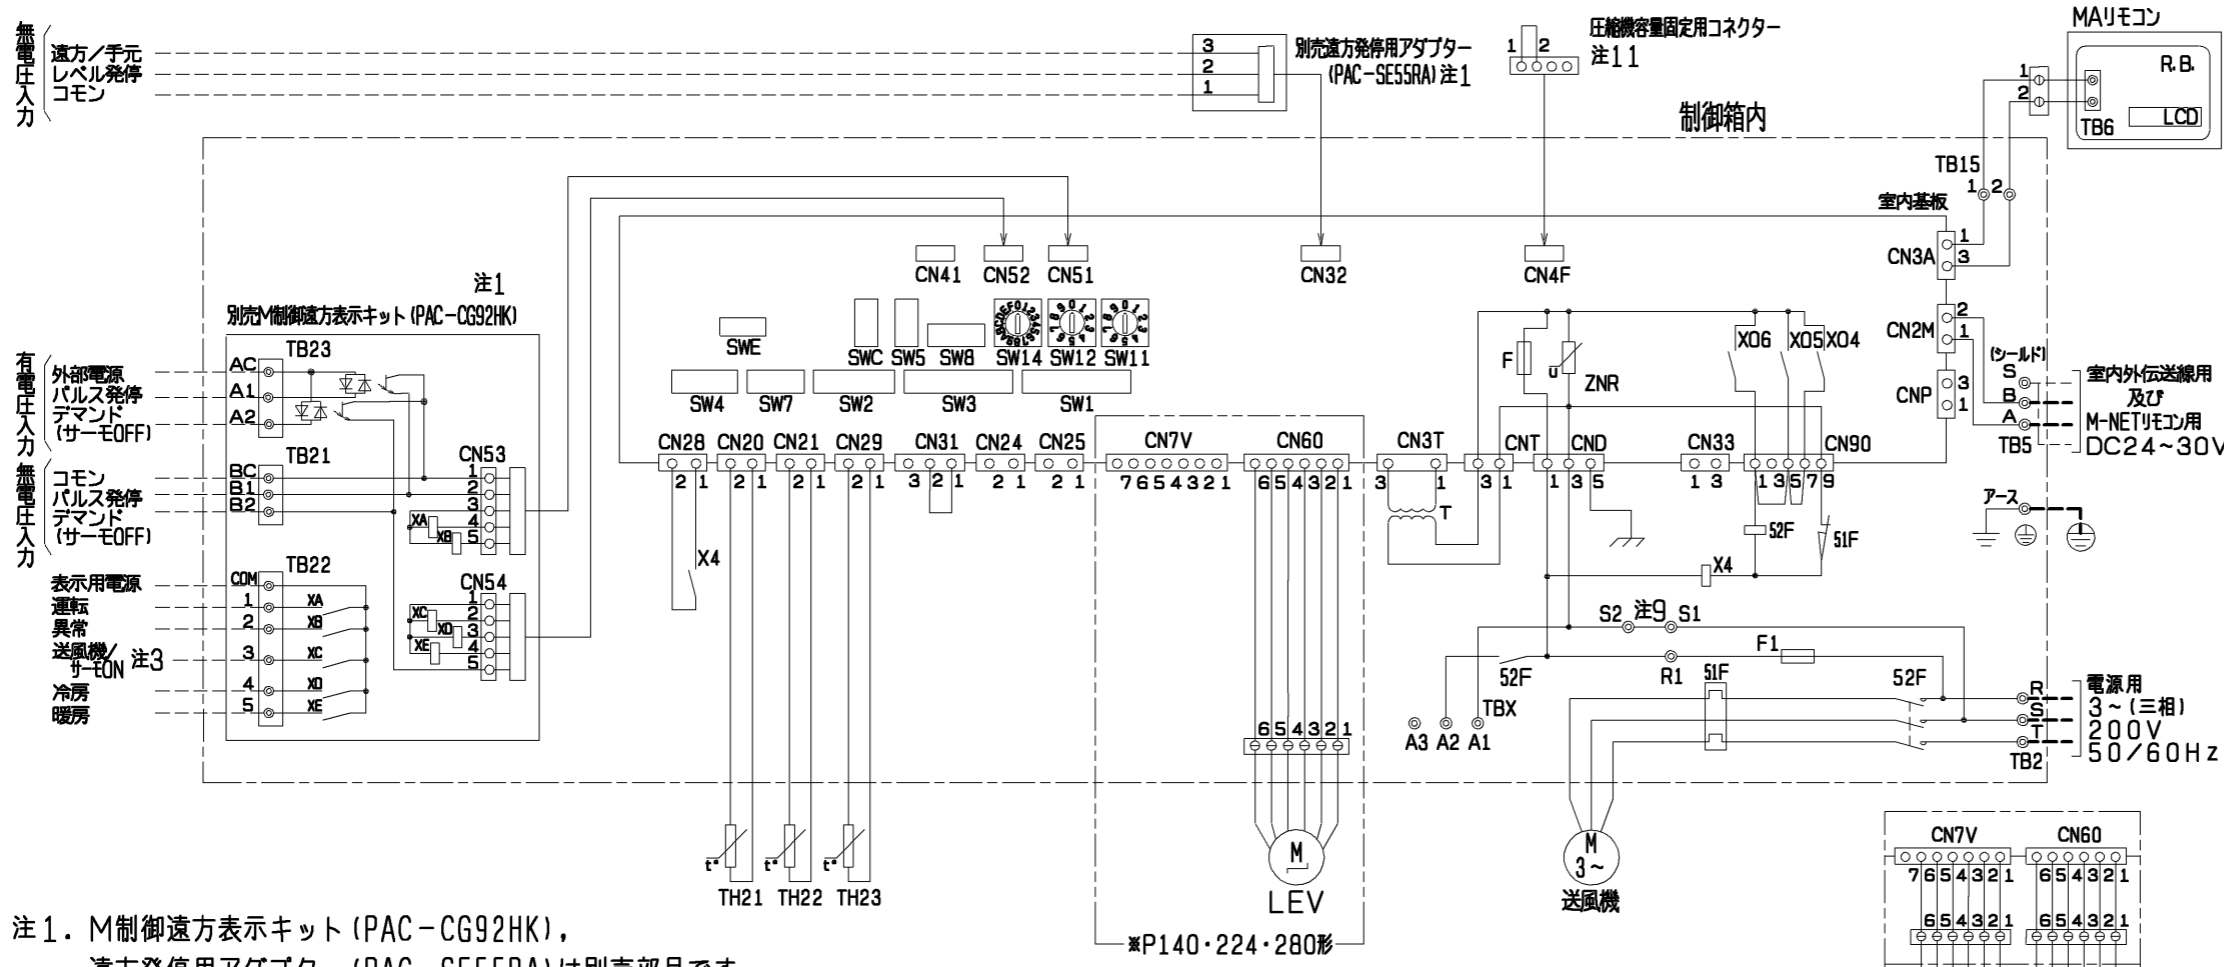 無電圧入力
遠方/手元
レベル発停
コモン
3
2
1
別売遠方発停用アダプター
(PAC-SE55RA)注1
1 2
圧縮機容量固定用コネクター
注11
MAリモコン
R.B.
LCD
TB6
1
2
制御箱内
TB15
1 2
室内基板
CN3A
1
3
CN41 CN52 CN51 CN32 CN4F
注1
別売M制御遠方表示キット(PAC-CG92HK)
SWE SWC SW5 SW8 SW14 SW12 SW11
SW4 SW7 SW2 SW3 SW1
F
u
ZNR
X06 X05 X04
CN2M
2
1
CNP
3
1
(シールド)
S
B
A
TB5
室内外伝送線用
及び
M-NETリモコン用
DC24~30V
有電圧入力
外部電源
パルス発停
デマンド
(サーモOFF)
AC
A1
A2
TB23
無電圧入力
コモン
パルス発停
デマンド
(サーモOFF)
BC
B1
B2
TB21
CN53
1
2
3
4
5
XA
XB
CN28 CN20 CN21 CN29 CN31 CN24 CN25 CN7V CN60 CN3T CNT CND CN33 CN90
2 1 2 1 2 1 2 1 3 2 1 2 1 2 1 7 6 5 4 3 2 1 6 5 4 3 2 1 3 1 3 1 1 3 5 1 3 1 3 5 7 9
アース
X4
T
52F
51F
X4
表示用電源
運転
異常
送風機/
サーモON 注3
冷房
暖房
TB22
COM
1 XA
2 XB
3 XC
4 XD
5 XE
CN54
1
2
3
4
5
XC
XD
XE
S2 注9 S1
52F
R1
F1
51F
52F
TBX
A3 A2 A1
R
S
T
TB2
電源用
3~(三相)
200V
50/60Hz
6 5 4 3 2 1
t°
t°
t°
TH21 TH22 TH23
M
LEV
※P140・224・280形
M
3~
送風機
CN7V CN60
7 6 5 4 3 2 1 6 5 4 3 2 1
6 5 4 3 2 1 6 5 4 3 2 1
注1. M制御遠方表示キット(PAC-CG92HK),
遠方発停用アダプター(PAC-SE55RA)は別売部品です